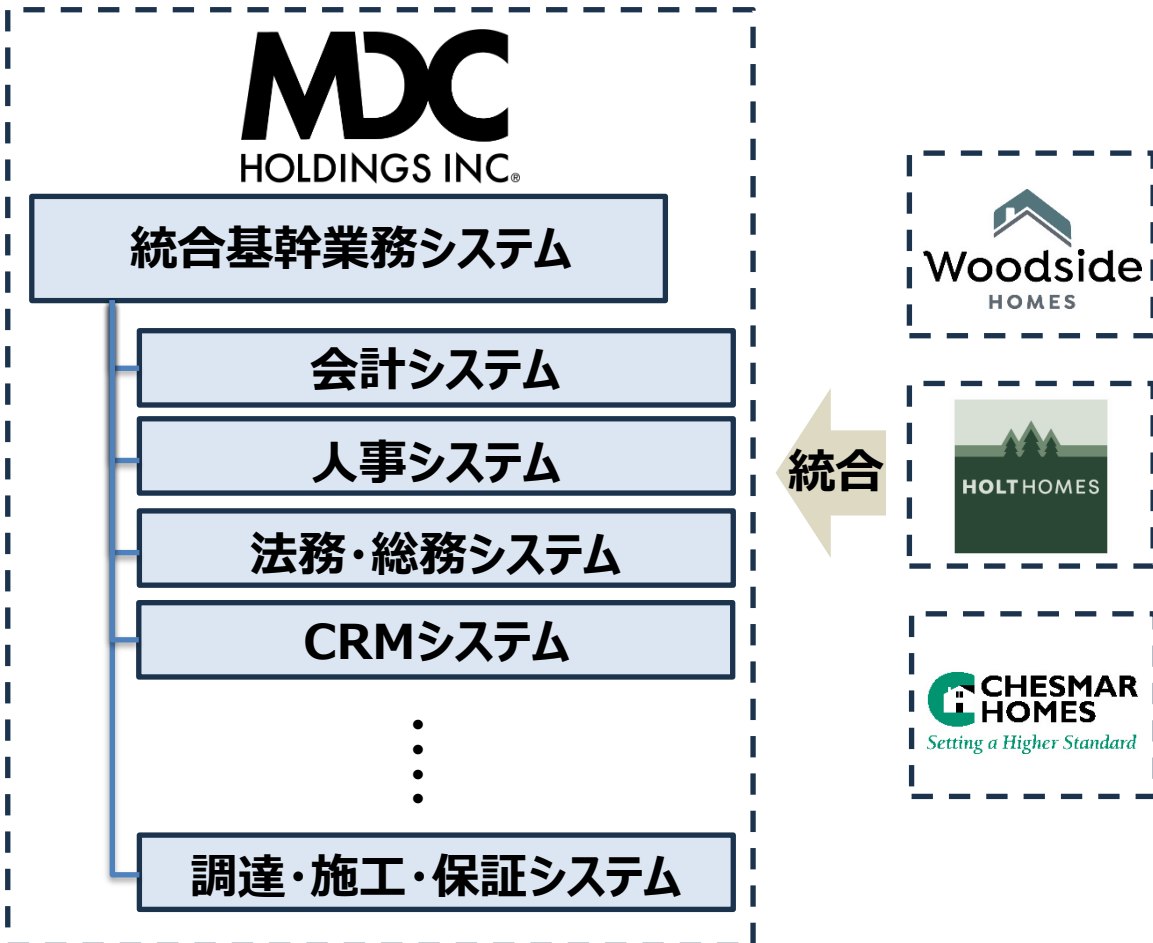 MDC
HOLDINGS INC®
統合基幹業務システム
会計システム
人事システム
法務・総務システム
CRMシステム
調達・施工・保証システム
統合
Woodside
HOMES
HOLTHOMES
CHESMAR
HOMES
Setting a Higher Standard